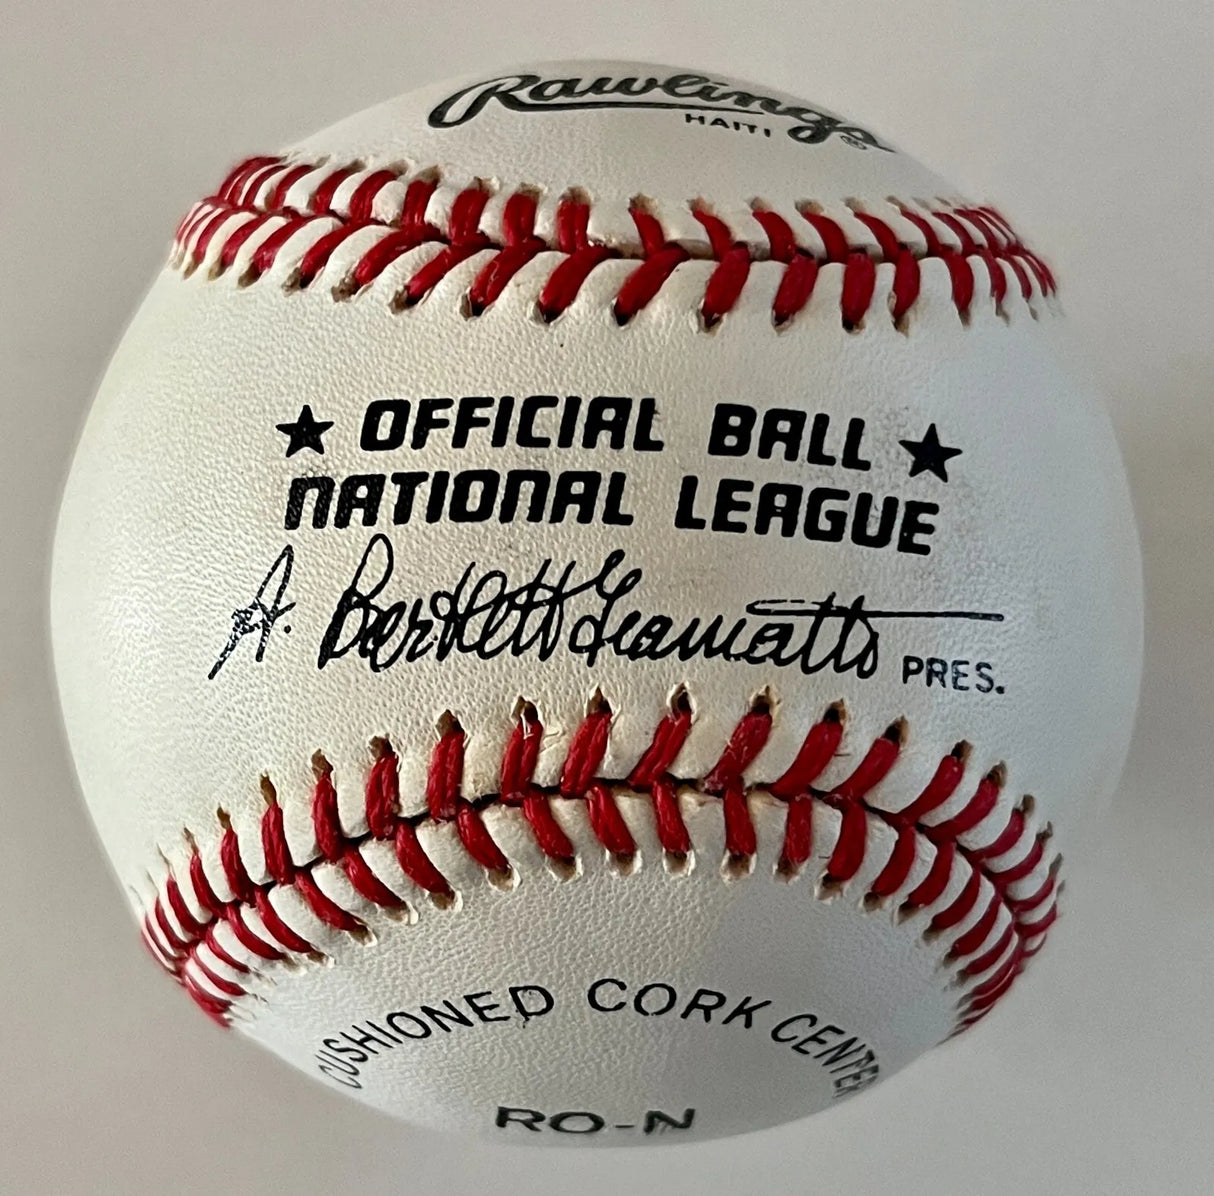 Rawlings®
HAITI
★ OFFICIAL BALL ★
NATIONAL LEAGUE
A. Bartlett Giamatti PRES.
CUSHIONED CORK CENTER
RO-N